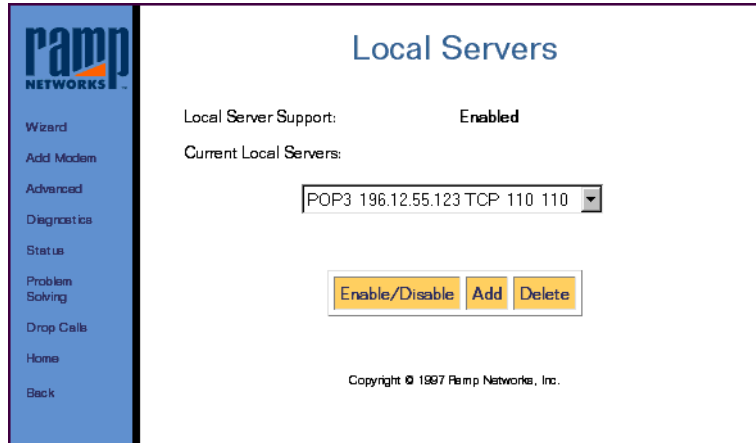 ramp
NETWORKS
Wizard
Add Modem
Advanced
Diagnostics
Status
Problem
Solving
Drop Calls
Home
Back
Local Servers
Local Server Support: Enabled
Current Local Servers:
POP3 196.12.55.123 TCP 110 110
Enable/Disable Add Delete
Copyright © 1997 Ramp Networks, Inc.